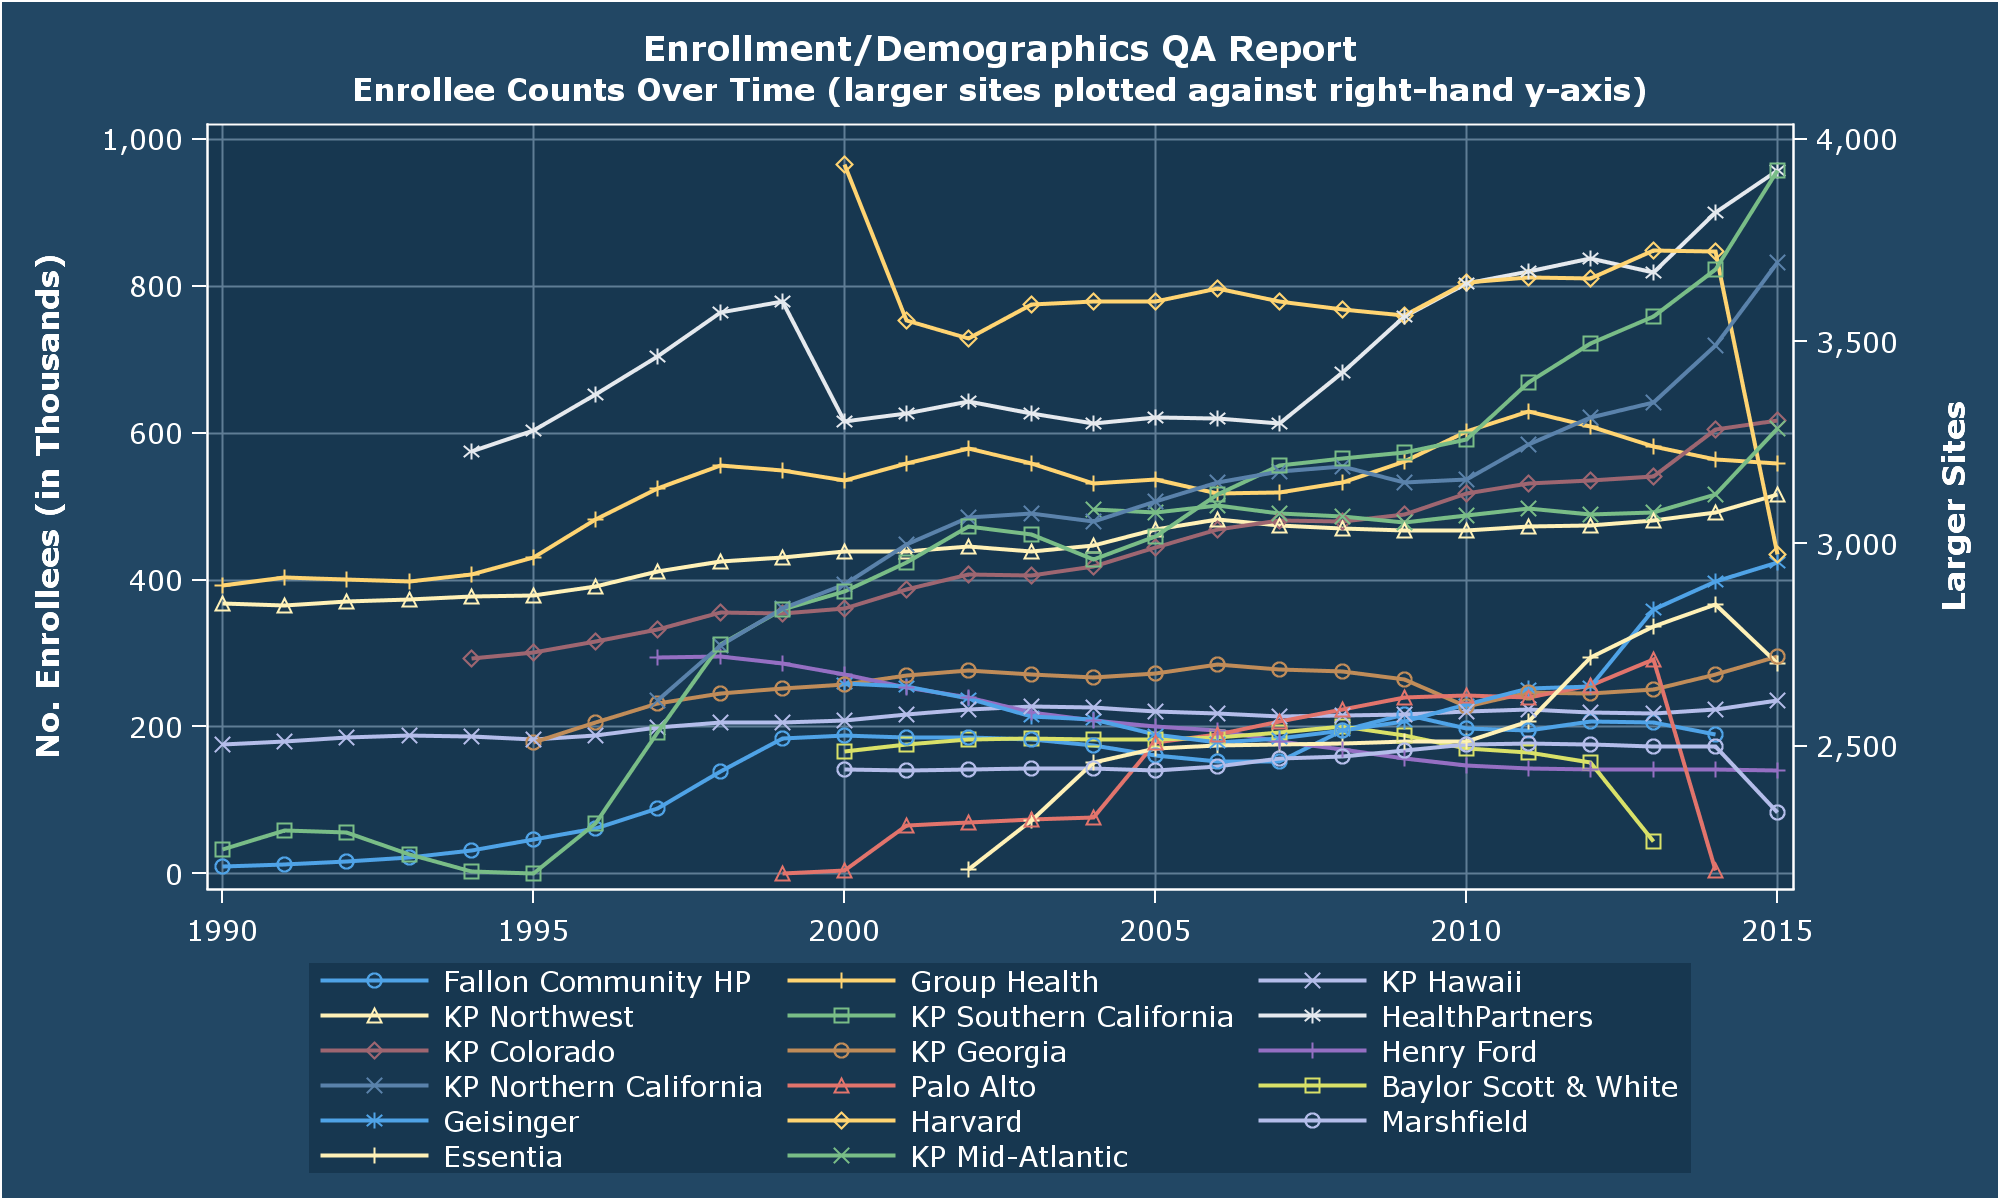 Enrollment/Demographics QA Report
Enrollee Counts Over Time (larger sites plotted against right-hand y-axis)
No. Enrollees (in Thousands)
1,000
800
600
400
200
0
4,000
3,500
3,000
2,500
Larger Sites
1990 1995 2000 2005 2010 2015
Fallon Community HP Group Health KP Hawaii
KP Northwest KP Southern California HealthPartners
KP Colorado KP Georgia Henry Ford
KP Northern California Palo Alto Baylor Scott & White
Geisinger Harvard Marshfield
Essentia KP Mid-Atlantic